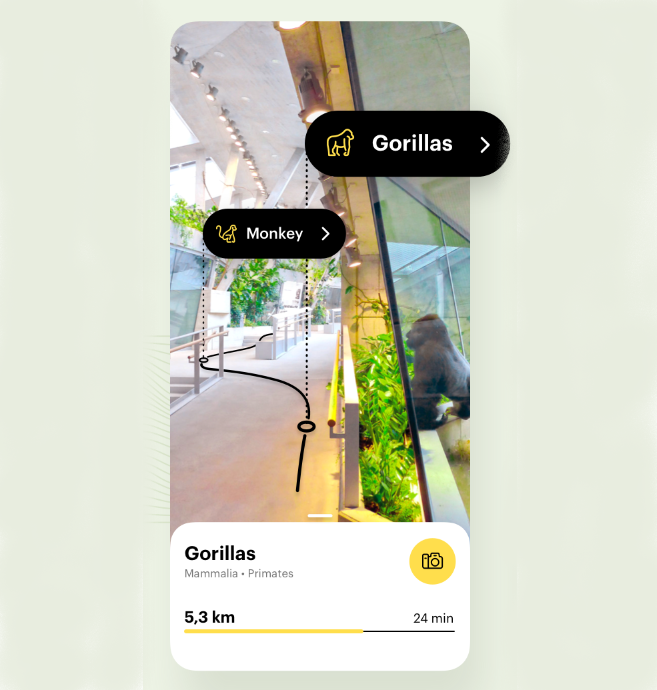 Gorillas
Monkey
Gorillas
Mammalia • Primates
5,3 km
24 min